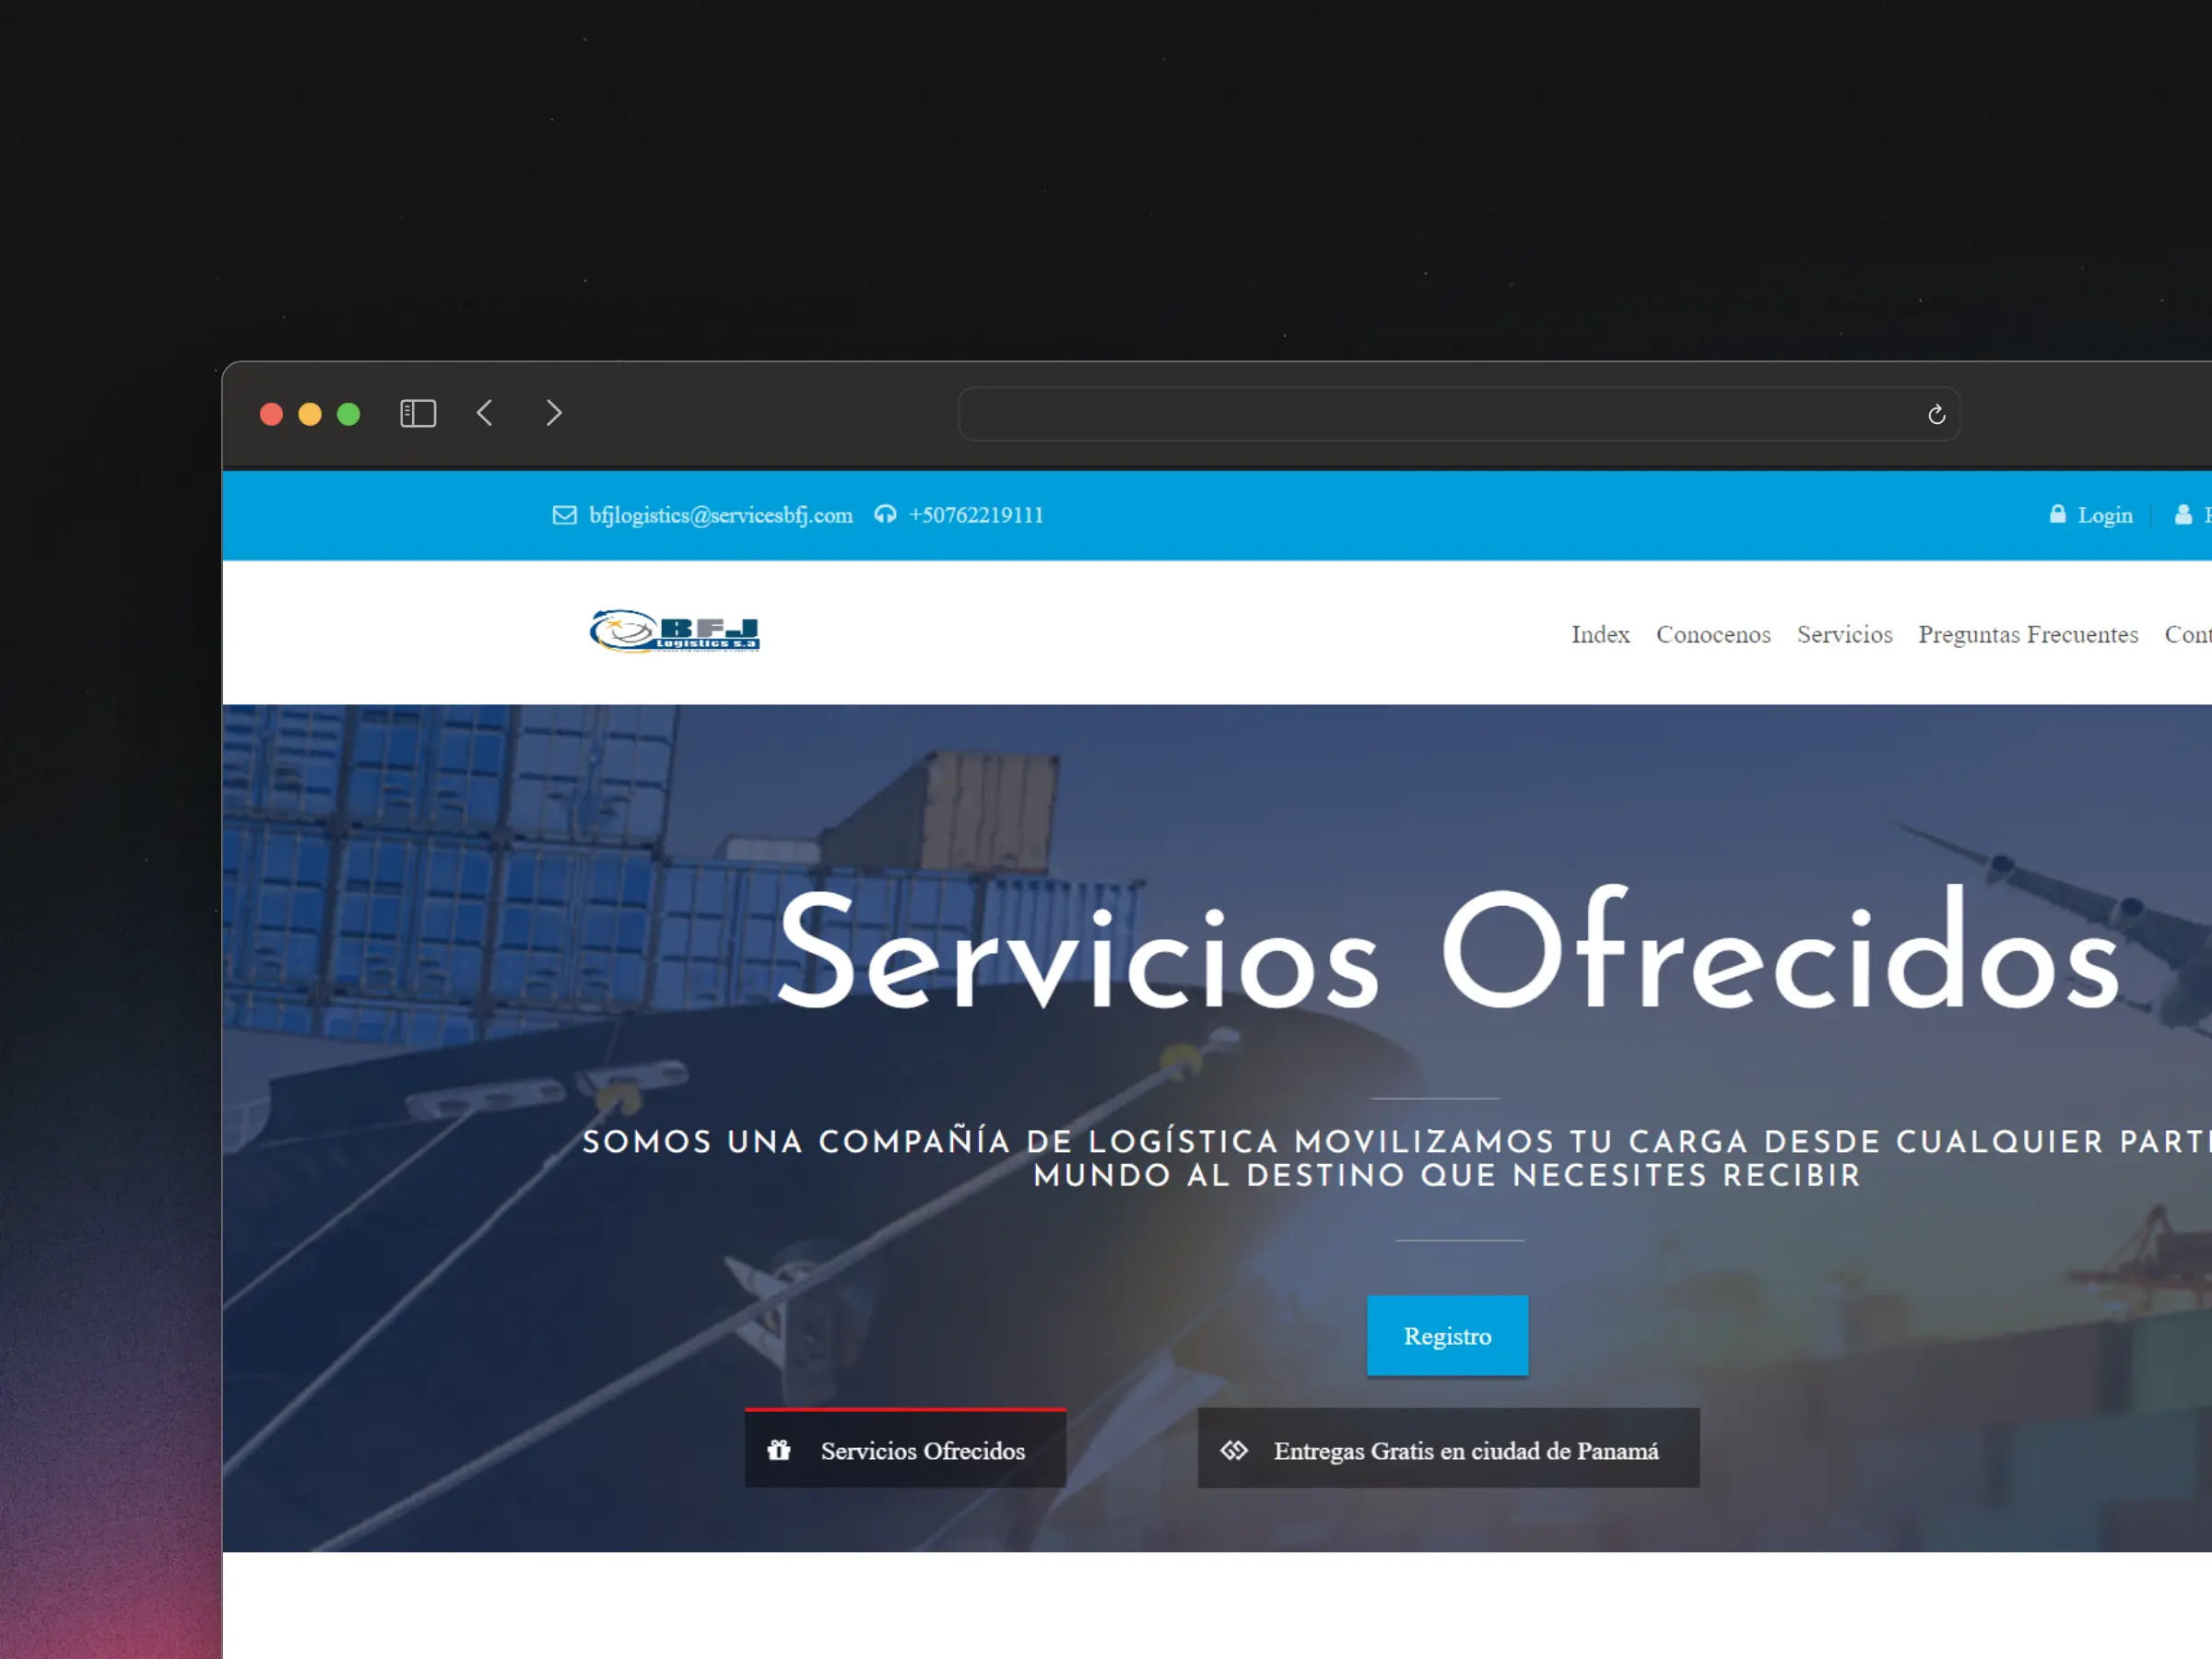 bfjlogistics@servicesbfj.com +50762219111 Login
BFJ
Logistics s.a
Index Conocenos Servicios Preguntas Frecuentes
Servicios Ofrecidos
SOMOS UNA COMPAÑÍA DE LOGÍSTICA MOVILIZAMOS TU CARGA DESDE CUALQUIER
MUNDO AL DESTINO QUE NECESITES RECIBIR
Registro
Servicios Ofrecidos Entregas Gratis en ciudad de Panamá